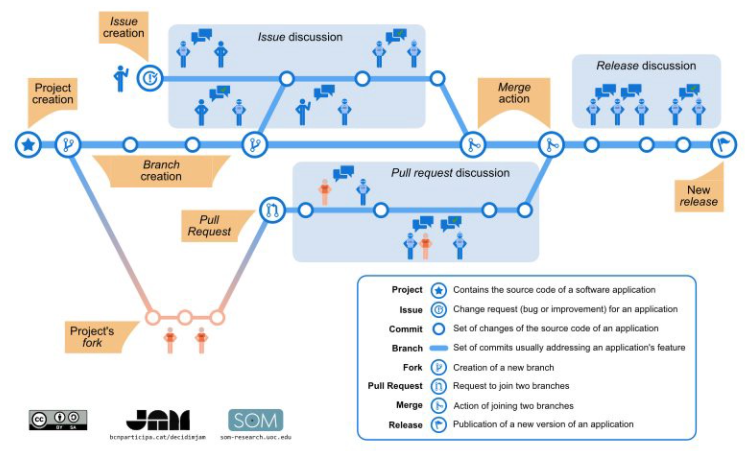 Issue
creation
Issue discussion
Release discussion
Project
creation
Merge
action
Branch
creation
Pull request discussion
New
release
Pull
Request
Project's
fork
Project Contains the source code of a software application
Issue Change request (bug or improvement) for an application
Commit Set of changes of the source code of an application
Branch Set of commits usually addressing an application's feature
Fork Creation of a new branch
Pull Request Request to join two branches
Merge Action of joining two branches
Release Publication of a new version of an application
cc
BY SA
JAM
bcnparticipa.cat/decidimjam
SOM
som-research.uoc.edu